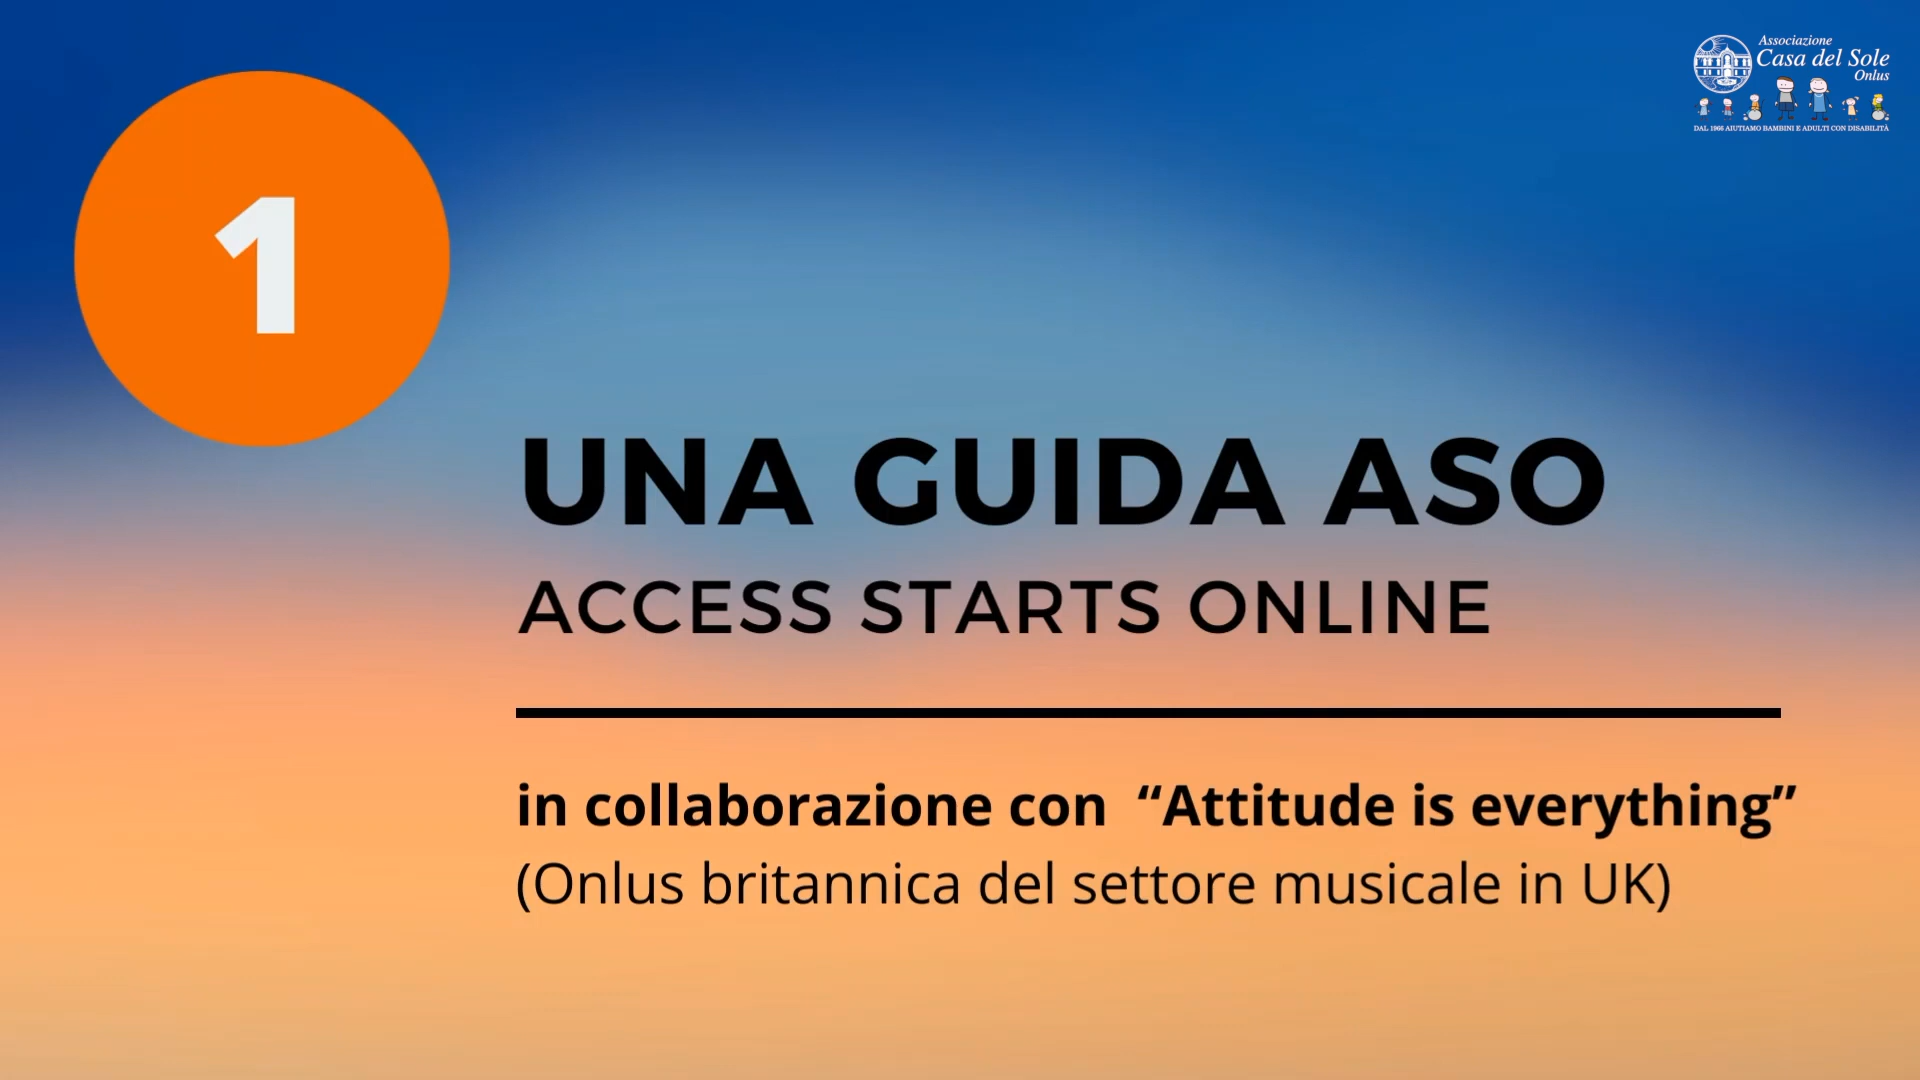 Associazione
Casa del Sole
Onlus
DAL 1966 AIUTIAMO BAMBINI E ADULTI CON DISABILITÀ
1
UNA GUIDA ASO
ACCESS STARTS ONLINE
in collaborazione con “Attitude is everything”
(Onlus britannica del settore musicale in UK)